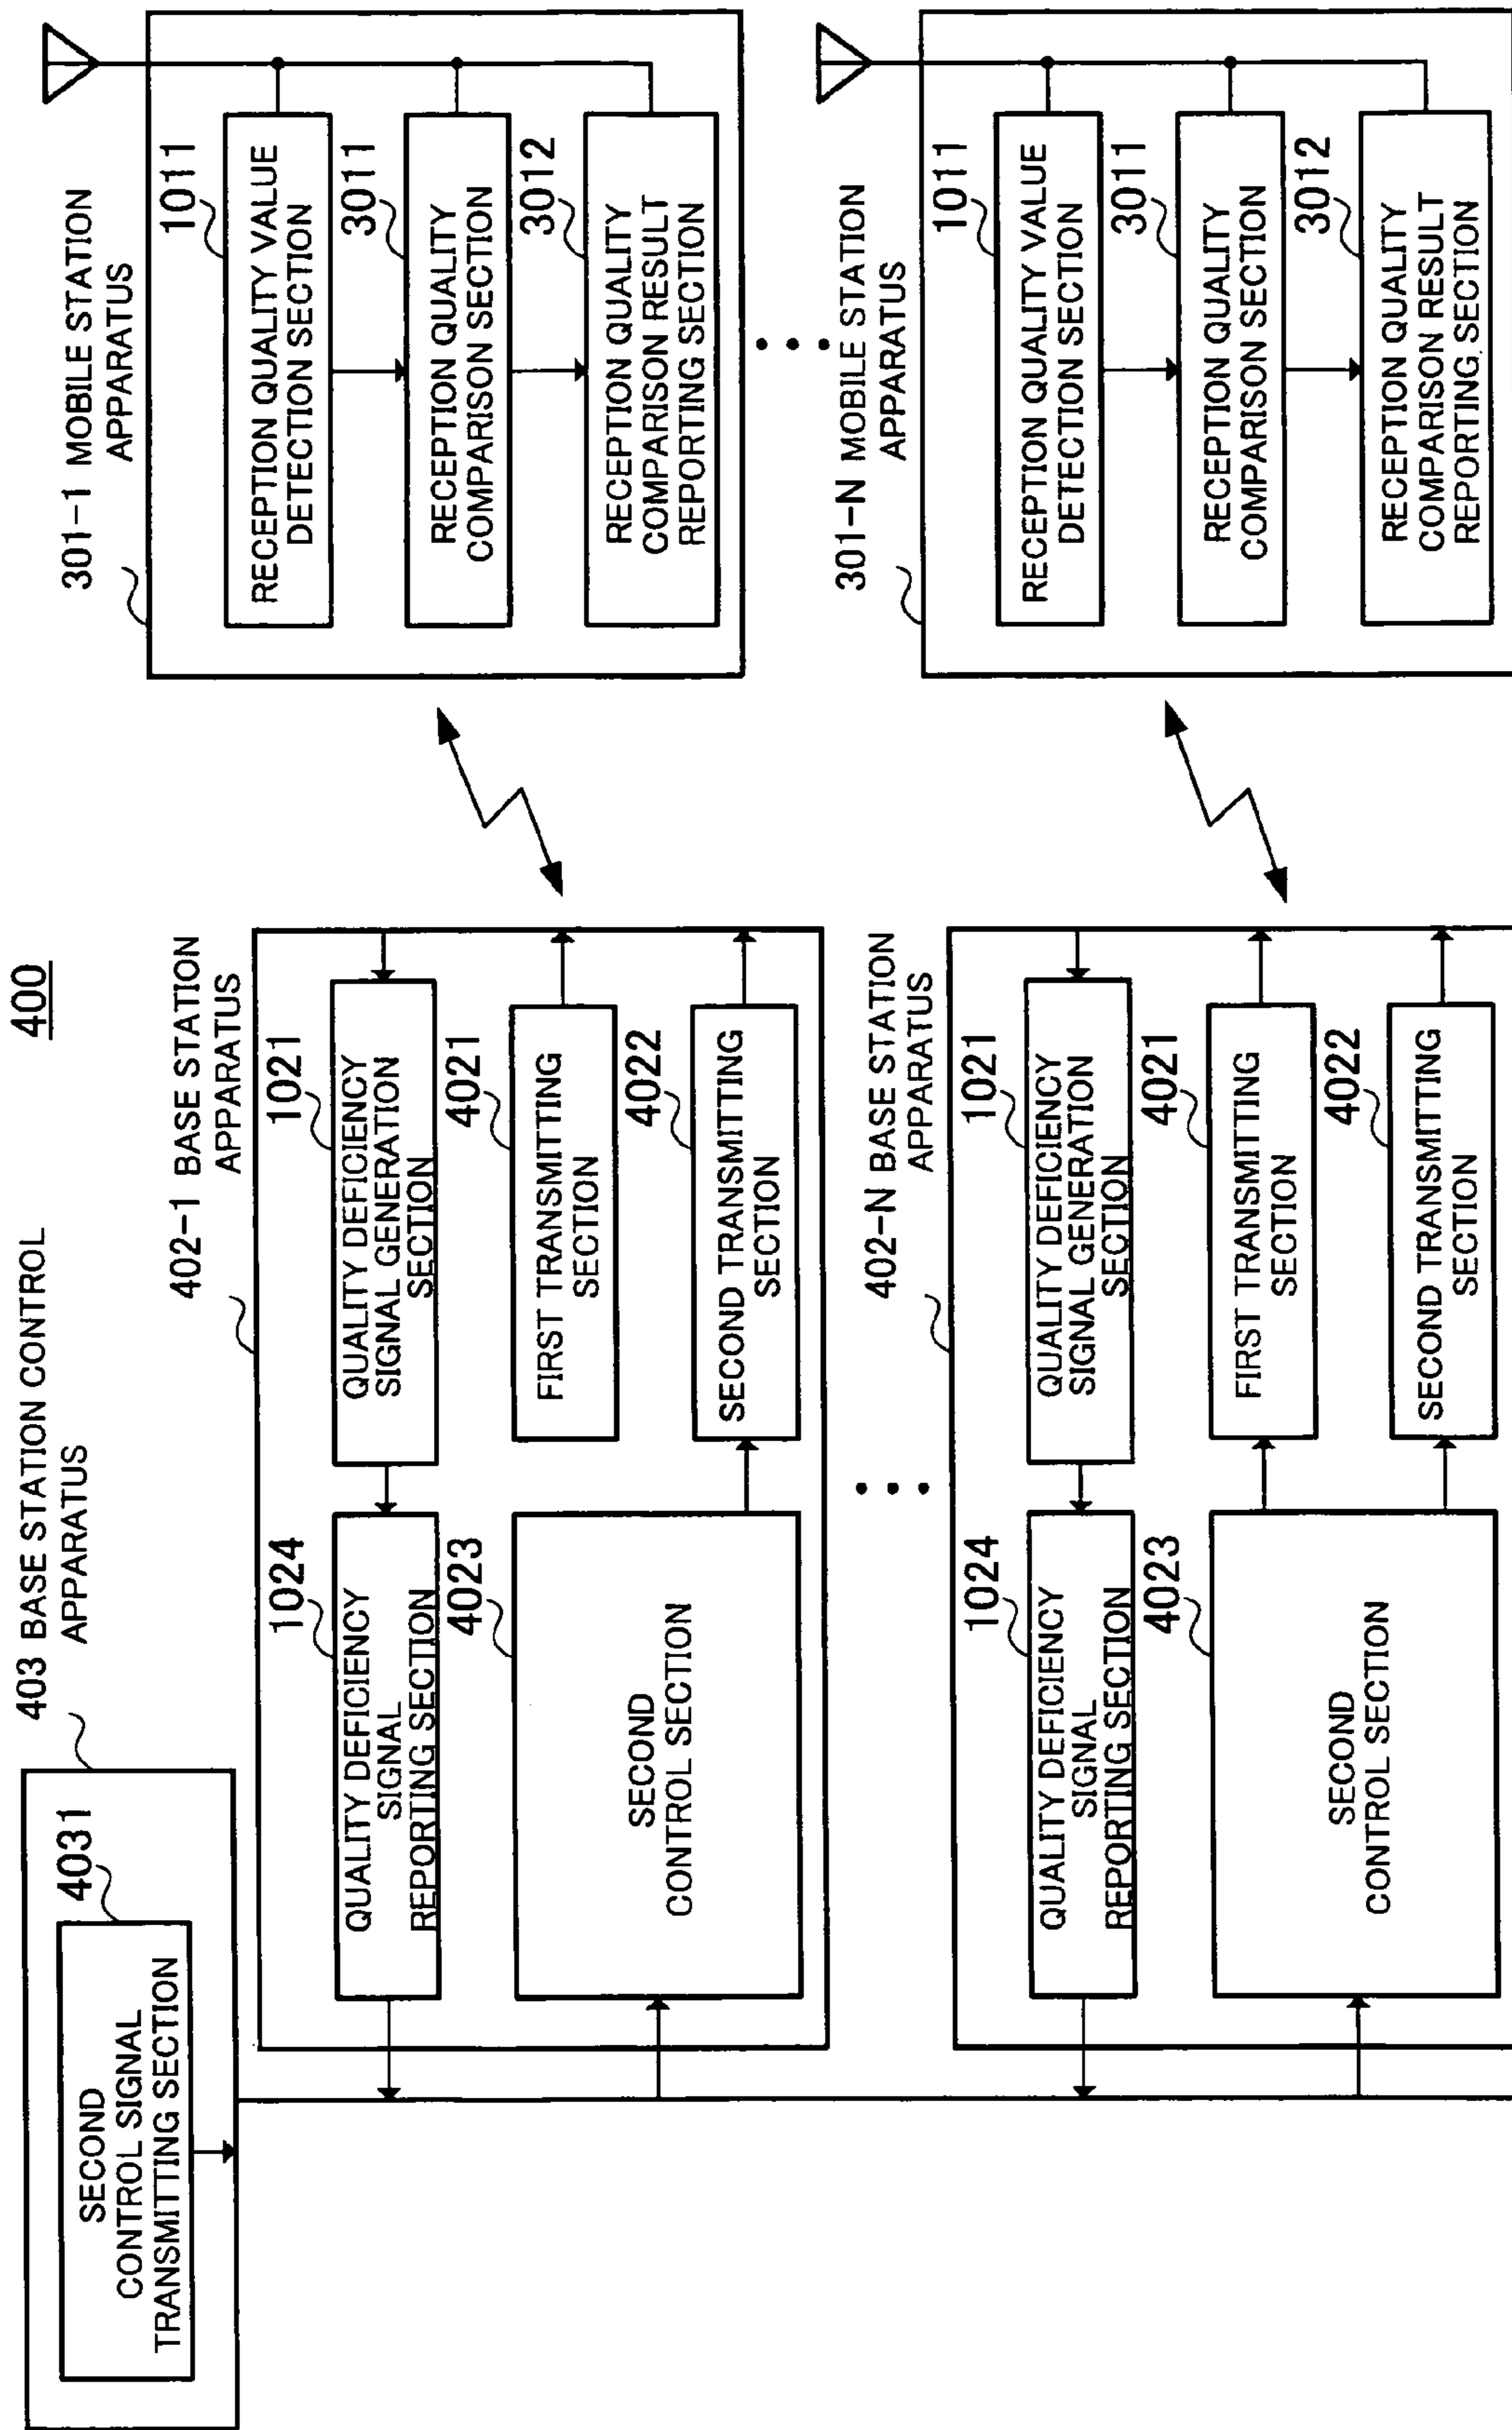 400
403 BASE STATION CONTROL
APPARATUS
4031
SECOND
CONTROL SIGNAL
TRANSMITTING SECTION
402-1 BASE STATION
APPARATUS
1024
QUALITY DEFICIENCY
SIGNAL
REPORTING SECTION
1021
QUALITY DEFICIENCY
SIGNAL GENERATION
SECTION
4023
SECOND
CONTROL SECTION
4021
FIRST TRANSMITTING
SECTION
4022
SECOND TRANSMITTING
SECTION
301-1 MOBILE STATION
APPARATUS
1011
RECEPTION QUALITY VALUE
DETECTION SECTION
3011
RECEPTION QUALITY
COMPARISON SECTION
3012
RECEPTION QUALITY
COMPARISON RESULT
REPORTING SECTION
402-N BASE STATION
APPARATUS
1024
QUALITY DEFICIENCY
SIGNAL
REPORTING SECTION
1021
QUALITY DEFICIENCY
SIGNAL GENERATION
SECTION
4023
SECOND
CONTROL SECTION
4021
FIRST TRANSMITTING
SECTION
4022
SECOND TRANSMITTING
SECTION
301-N MOBILE STATION
APPARATUS
1011
RECEPTION QUALITY VALUE
DETECTION SECTION
3011
RECEPTION QUALITY
COMPARISON SECTION
3012
RECEPTION QUALITY
COMPARISON RESULT
REPORTING SECTION